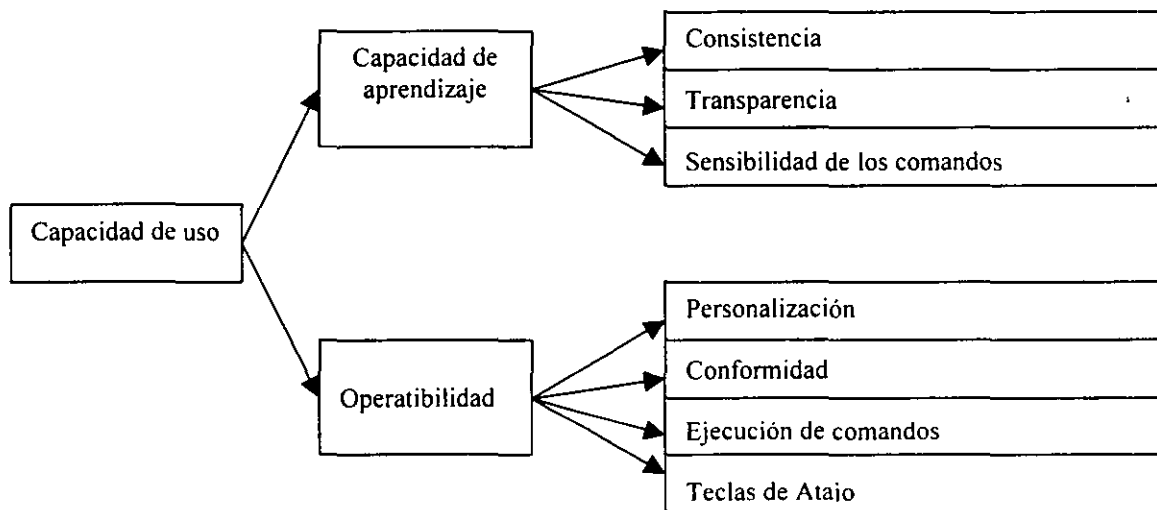 Capacidad de uso
Capacidad de
aprendizaje
Consistencia
Transparencia
Sensibilidad de los comandos
Operatibilidad
Personalización
Conformidad
Ejecución de comandos
Teclas de Atajo